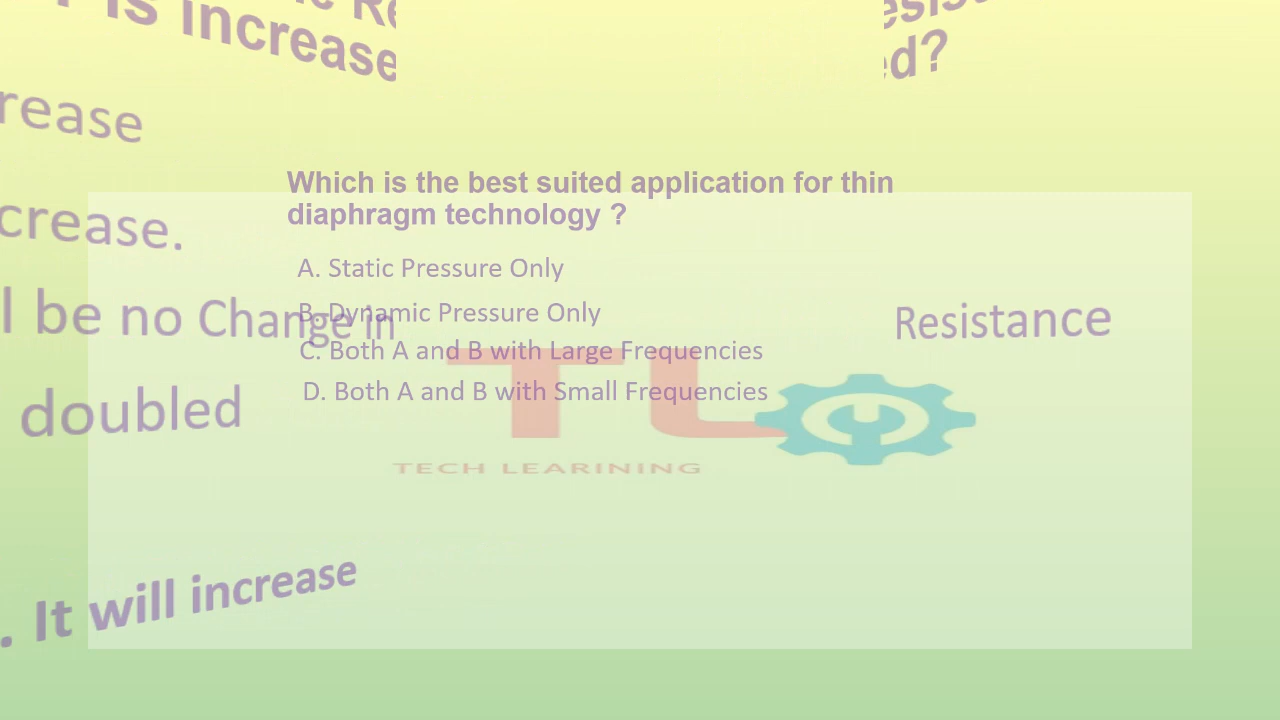 is increase
ed?
rease
Which is the best suited application for thin
diaphragm technology ?
crease.
A. Static Pressure Only
B. Dynamic Pressure Only
l be no Change in
Resistance
C. Both A and B with Large Frequencies
D. Both A and B with Small Frequencies
doubled
TL
TECH LEARINING
. It will increase